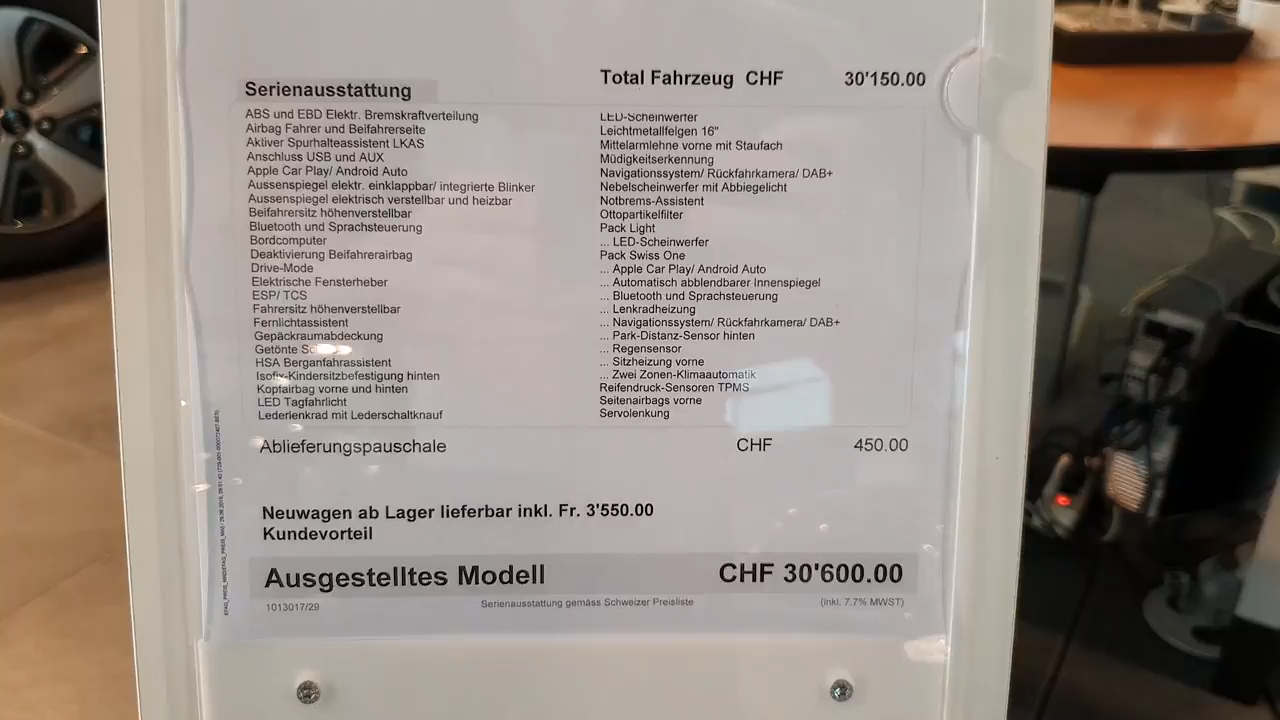 Total Fahrzeug CHF 30'150.00
Serienausstattung
ABS und EBD Elektr. Bremskraftverteilung
Airbag Fahrer und Beifahrerseite
Aktiver Spurhalteassistent LKAS
Anschluss USB und AUX
Apple Car Play/ Android Auto
Aussenspiegel elektr. einklappbar/ integrierte Blinker
Aussenspiegel elektrisch verstellbar und heizbar
Beifahrersitz höhenverstellbar
Bluetooth und Sprachsteuerung
Bordcomputer
Deaktivierung Beifahrerairbag
Drive-Mode
Elektrische Fensterheber
ESP/ TCS
Fahrersitz höhenverstellbar
Fernlichtassistent
Gepäckraumabdeckung
Getönte
HSA Berganfahrassistent
Isofix-Kindersitzbefestigung hinten
Kopfairbag vorne und hinten
LED Tagfahrlicht
Lederlenkrad mit Lederschaltknauf
LED-Scheinwerfer
Leichtmetallfelgen 16"
Mittelarmlehne vorne mit Staufach
Müdigkeitserkennung
Navigationssystem/ Rückfahrkamera/ DAB+
Nebelscheinwerfer mit Abbiegelicht
Notbrems-Assistent
Ottopartikelfilter
Pack Light
... LED-Scheinwerfer
Pack Swiss One
... Apple Car Play/ Android Auto
... Automatisch abblendbarer Innenspiegel
... Bluetooth und Sprachsteuerung
... Lenkradheizung
... Navigationssystem/ Rückfahrkamera/ DAB+
... Park-Distanz-Sensor hinten
... Regensensor
... Sitzheizung vorne
... Zwei Zonen-Klimaautomatik
Reifendruck-Sensoren TPMS
Seitenairbags vorne
Servolenkung
Ablieferungspauschale CHF 450.00
Neuwagen ab Lager lieferbar inkl. Fr. 3'550.00
Kundevorteil
Ausgestelltes Modell CHF 30'600.00
1013017/29 Serienausstattung gemäss Schweizer Preisliste (inkl. 7.7% MWST)